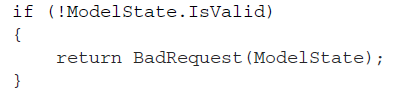 if (!ModelState.IsValid)
{
    return BadRequest(ModelState);
}